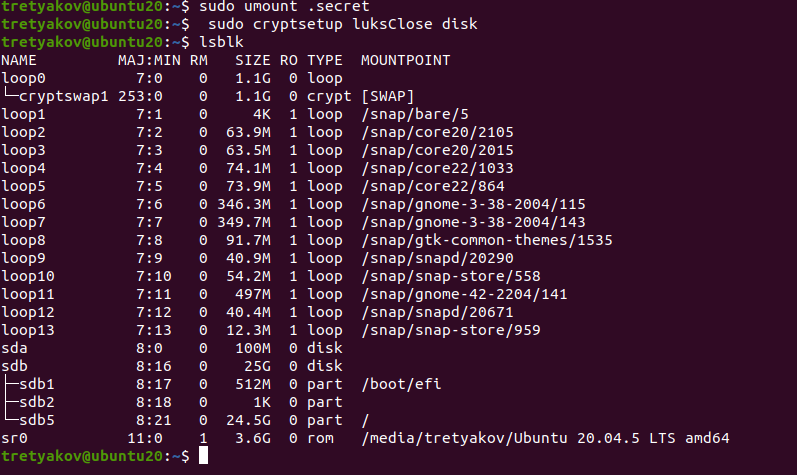 tretyakov@ubuntu20:~$ sudo umount .secret
tretyakov@ubuntu20:~$  sudo cryptsetup luksClose disk
tretyakov@ubuntu20:~$ lsblk
NAME         MAJ:MIN RM   SIZE RO TYPE  MOUNTPOINT
loop0          7:0    0   1.1G  0 loop
└─cryptswap1 253:0    0   1.1G  0 crypt [SWAP]
loop1          7:1    0     4K  1 loop  /snap/bare/5
loop2          7:2    0  63.9M  1 loop  /snap/core20/2105
loop3          7:3    0  63.5M  1 loop  /snap/core20/2015
loop4          7:4    0  74.1M  1 loop  /snap/core22/1033
loop5          7:5    0  73.9M  1 loop  /snap/core22/864
loop6          7:6    0 346.3M  1 loop  /snap/gnome-3-38-2004/115
loop7          7:7    0 349.7M  1 loop  /snap/gnome-3-38-2004/143
loop8          7:8    0  91.7M  1 loop  /snap/gtk-common-themes/1535
loop9          7:9    0  40.9M  1 loop  /snap/snapd/20290
loop10         7:10   0  54.2M  1 loop  /snap/snap-store/558
loop11         7:11   0   497M  1 loop  /snap/gnome-42-2204/141
loop12         7:12   0  40.4M  1 loop  /snap/snapd/20671
loop13         7:13   0  12.3M  1 loop  /snap/snap-store/959
sda            8:0    0   100M  0 disk
sdb            8:16   0    25G  0 disk
├─sdb1         8:17   0   512M  0 part  /boot/efi
├─sdb2         8:18   0     1K  0 part
└─sdb5         8:21   0  24.5G  0 part  /
sr0           11:0    1   3.6G  0 rom   /media/tretyakov/Ubuntu 20.04.5 LTS amd64
tretyakov@ubuntu20:~$